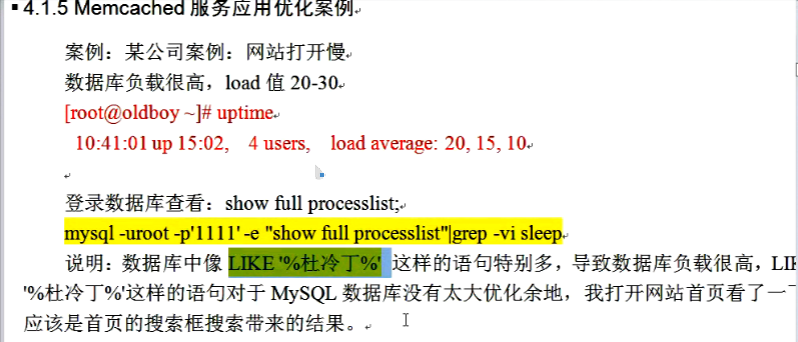 4.1.5 Memcached 服务应用优化案例
案例：某公司案例：网站打开慢
数据库负载很高，load 值 20-30
[root@oldboy ~]# uptime
10:41:01 up 15:02, 4 users, load average: 20, 15, 10
登录数据库查看：show full processlist;
mysql -uroot -p'1111' -e "show full processlist"|grep -vi sleep
说明：数据库中像 LIKE '%杜冷丁%' 这样的语句特别多，导致数据库负载很高，LI
'%杜冷丁%'这样的语句对于 MySQL 数据库没有太大优化余地，我打开网站首页看了一
应该是首页的搜索框搜索带来的结果。